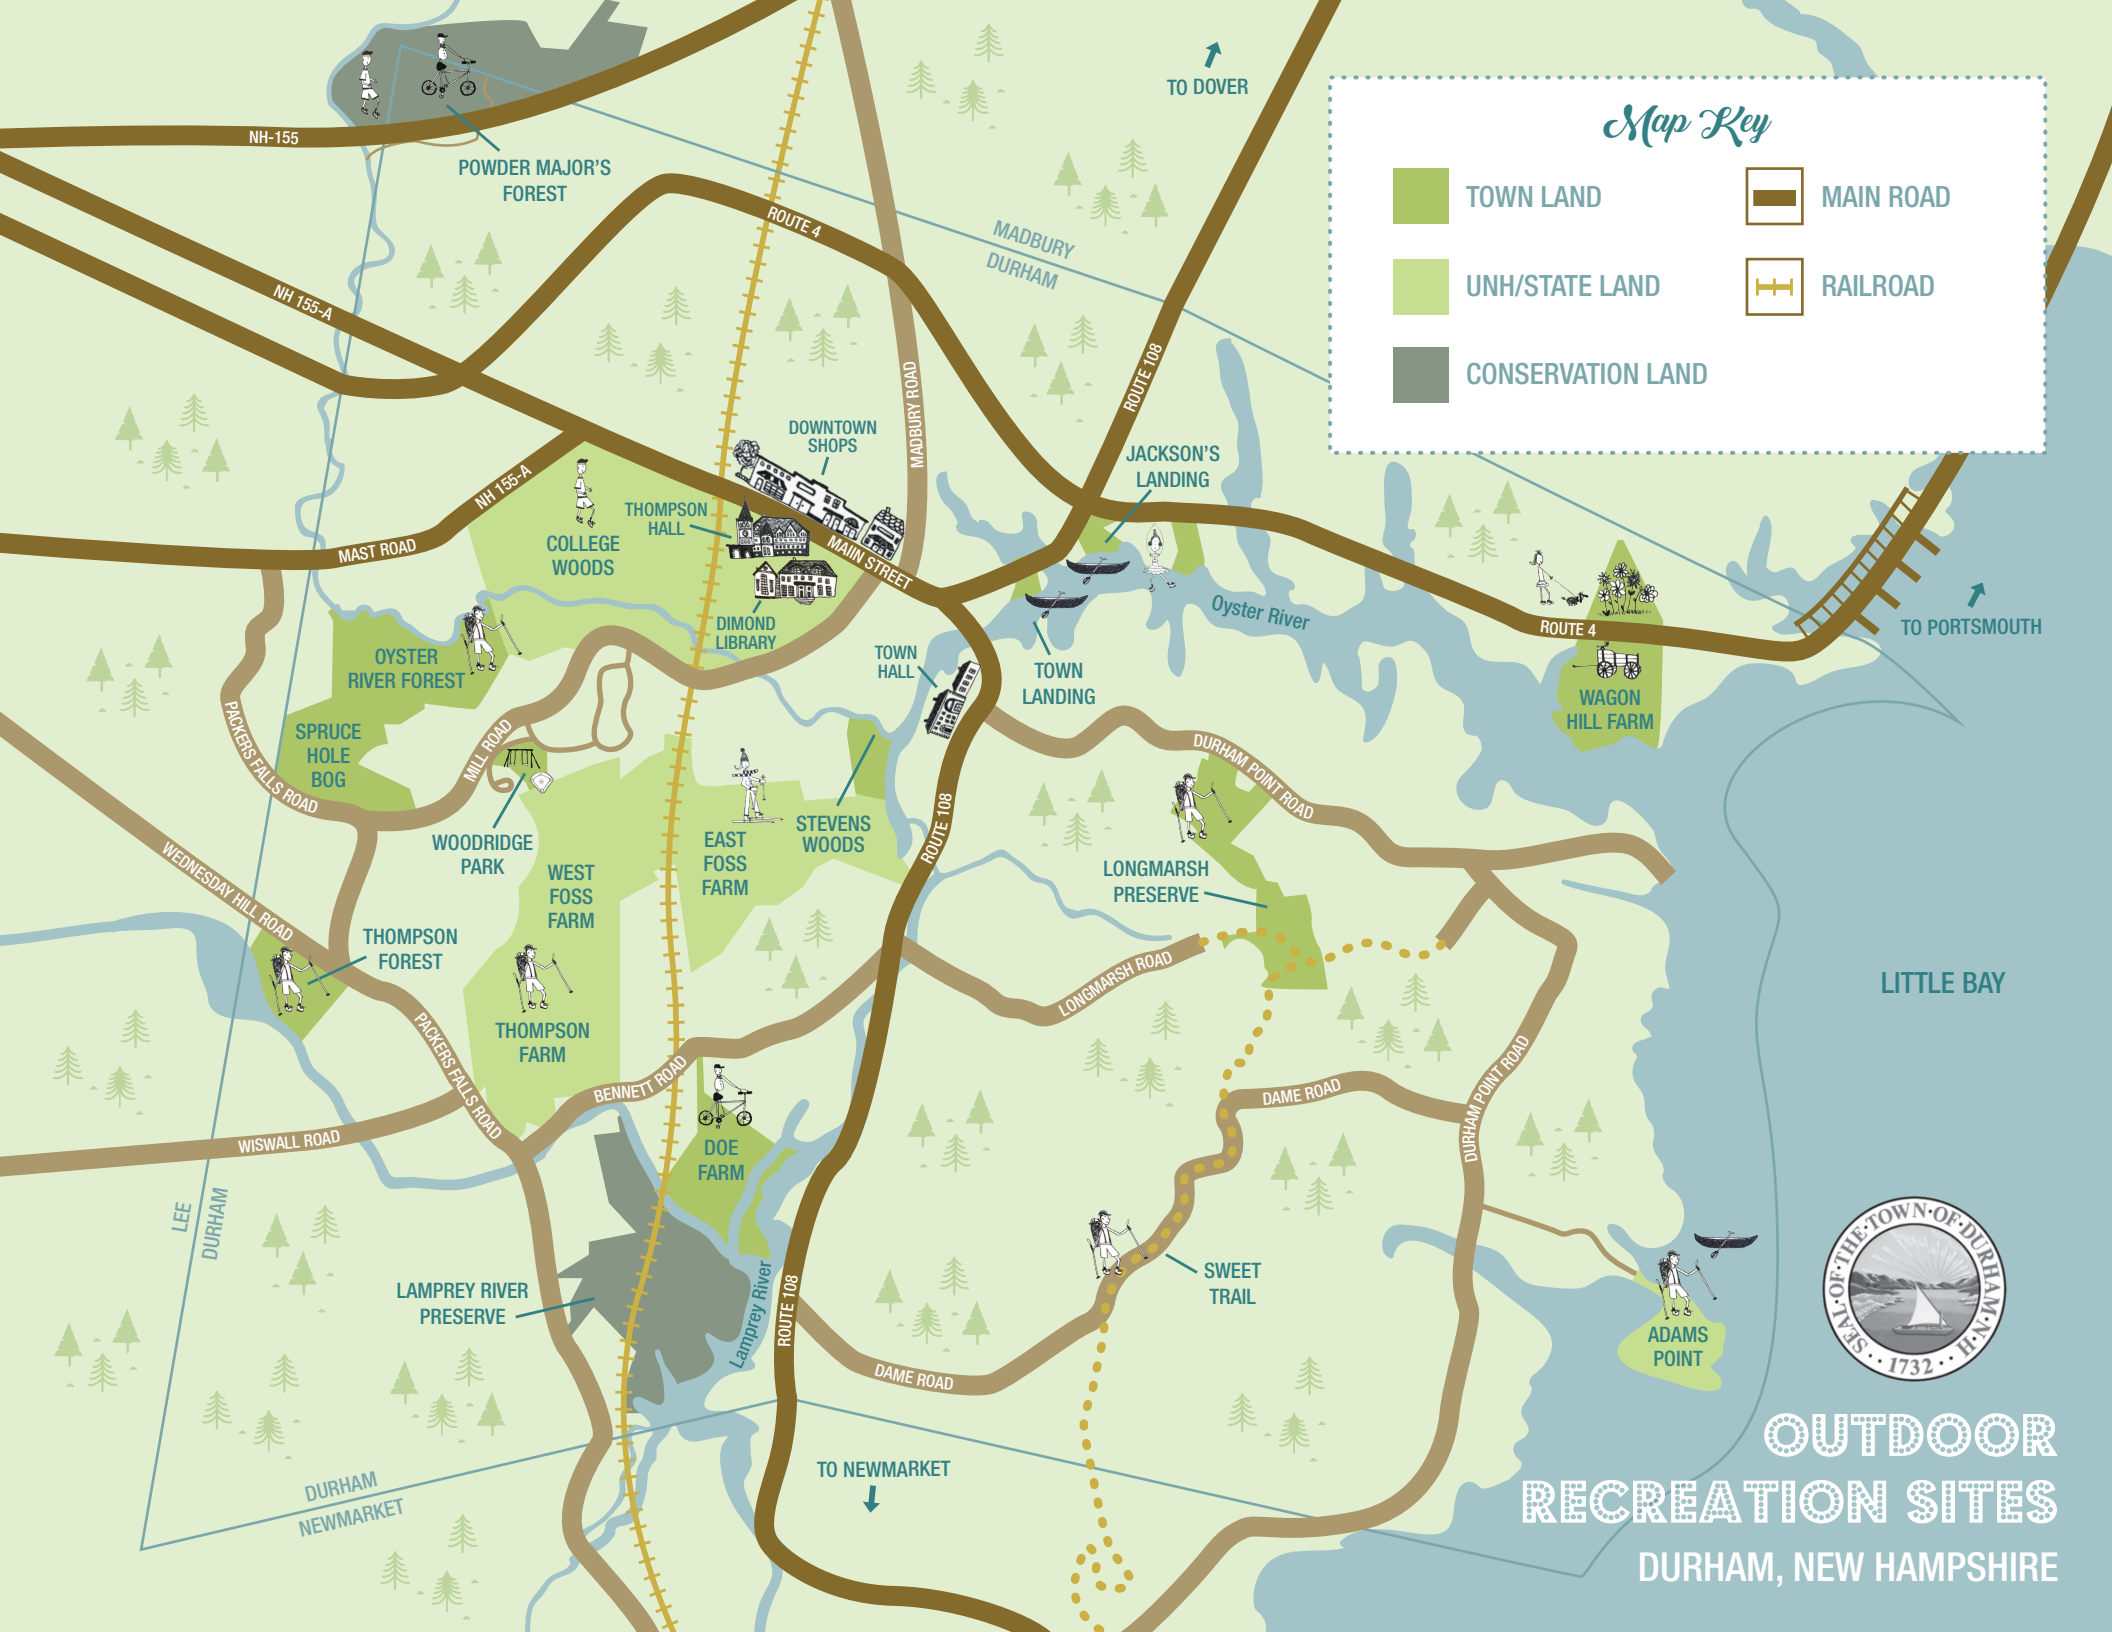 NH-155
POWDER MAJOR'S
FOREST
TO DOVER
Map Key
TOWN LAND
MAIN ROAD
UNH/STATE LAND
RAILROAD
CONSERVATION LAND
ROUTE 4
MADBURY
DURHAM
NH 155-A
ROUTE 108
MADBURY ROAD
DOWNTOWN
SHOPS
JACKSON'S
LANDING
NH 155-A
THOMPSON
HALL
MAST ROAD
COLLEGE
WOODS
MAIN STREET
DIMOND
LIBRARY
Oyster River
ROUTE 4
TO PORTSMOUTH
OYSTER
RIVER FOREST
TOWN
HALL
TOWN
LANDING
WAGON
HILL FARM
SPRUCE
HOLE
BOG
PACKERS FALLS ROAD
MILL ROAD
DURHAM POINT ROAD
WOODRIDGE
PARK
EAST
FOSS
FARM
STEVENS
WOODS
ROUTE 108
WEST
FOSS
FARM
LONGMARSH
PRESERVE
WEDNESDAY HILL ROAD
THOMPSON
FOREST
LONGMARSH ROAD
LITTLE BAY
THOMPSON
FARM
PACKERS FALLS ROAD
BENNETT ROAD
DAME ROAD
DURHAM POINT ROAD
WISWALL ROAD
DOE
FARM
LEE
DURHAM
SWEET
TRAIL
LAMPREY RIVER
PRESERVE
Lamprey River
ROUTE 108
DAME ROAD
ADAMS
POINT
SEAL·OF·THE·TOWN·OF·DURHAM·N·H
1732
TO NEWMARKET
DURHAM
NEWMARKET
OUTDOOR
RECREATION SITES
DURHAM, NEW HAMPSHIRE